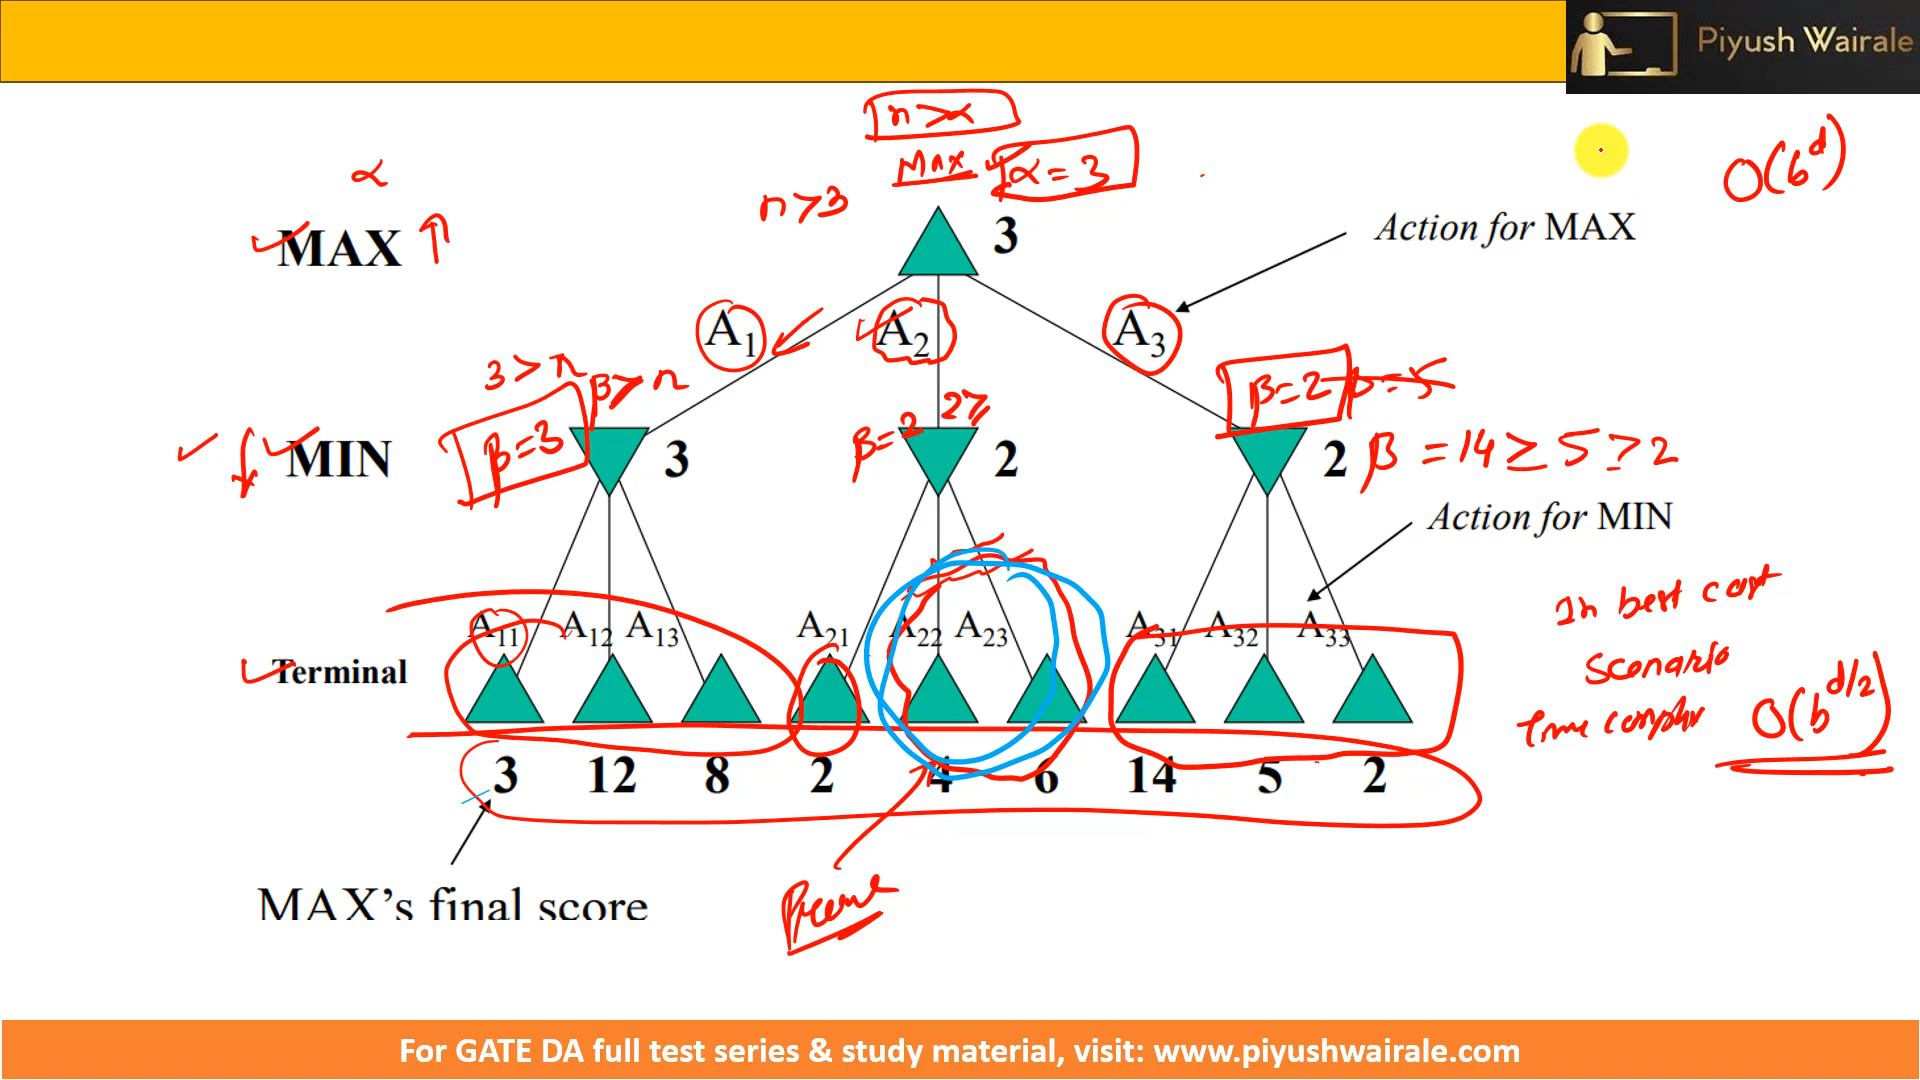 Piyush Wairale
n > α
α
Max α = 3
O(b^d)
n > 3
MAX ↑
3
Action for MAX
A1
A2
A3
3 > n
β > n
β = 2
β = 5
β = 3
β = 2
2 ≥
MIN
3
2
2
β = 14 ≥ 5 ≥ 2
Action for MIN
In best case
A11 A12 A13 A21 A22 A23 A31 A32 A33
Scenario
Terminal
Time complex
O(b^d/2)
3 12 8 2 4 6 14 5 2
MAX's final score
For GATE DA full test series & study material, visit: www.piyushwairale.com